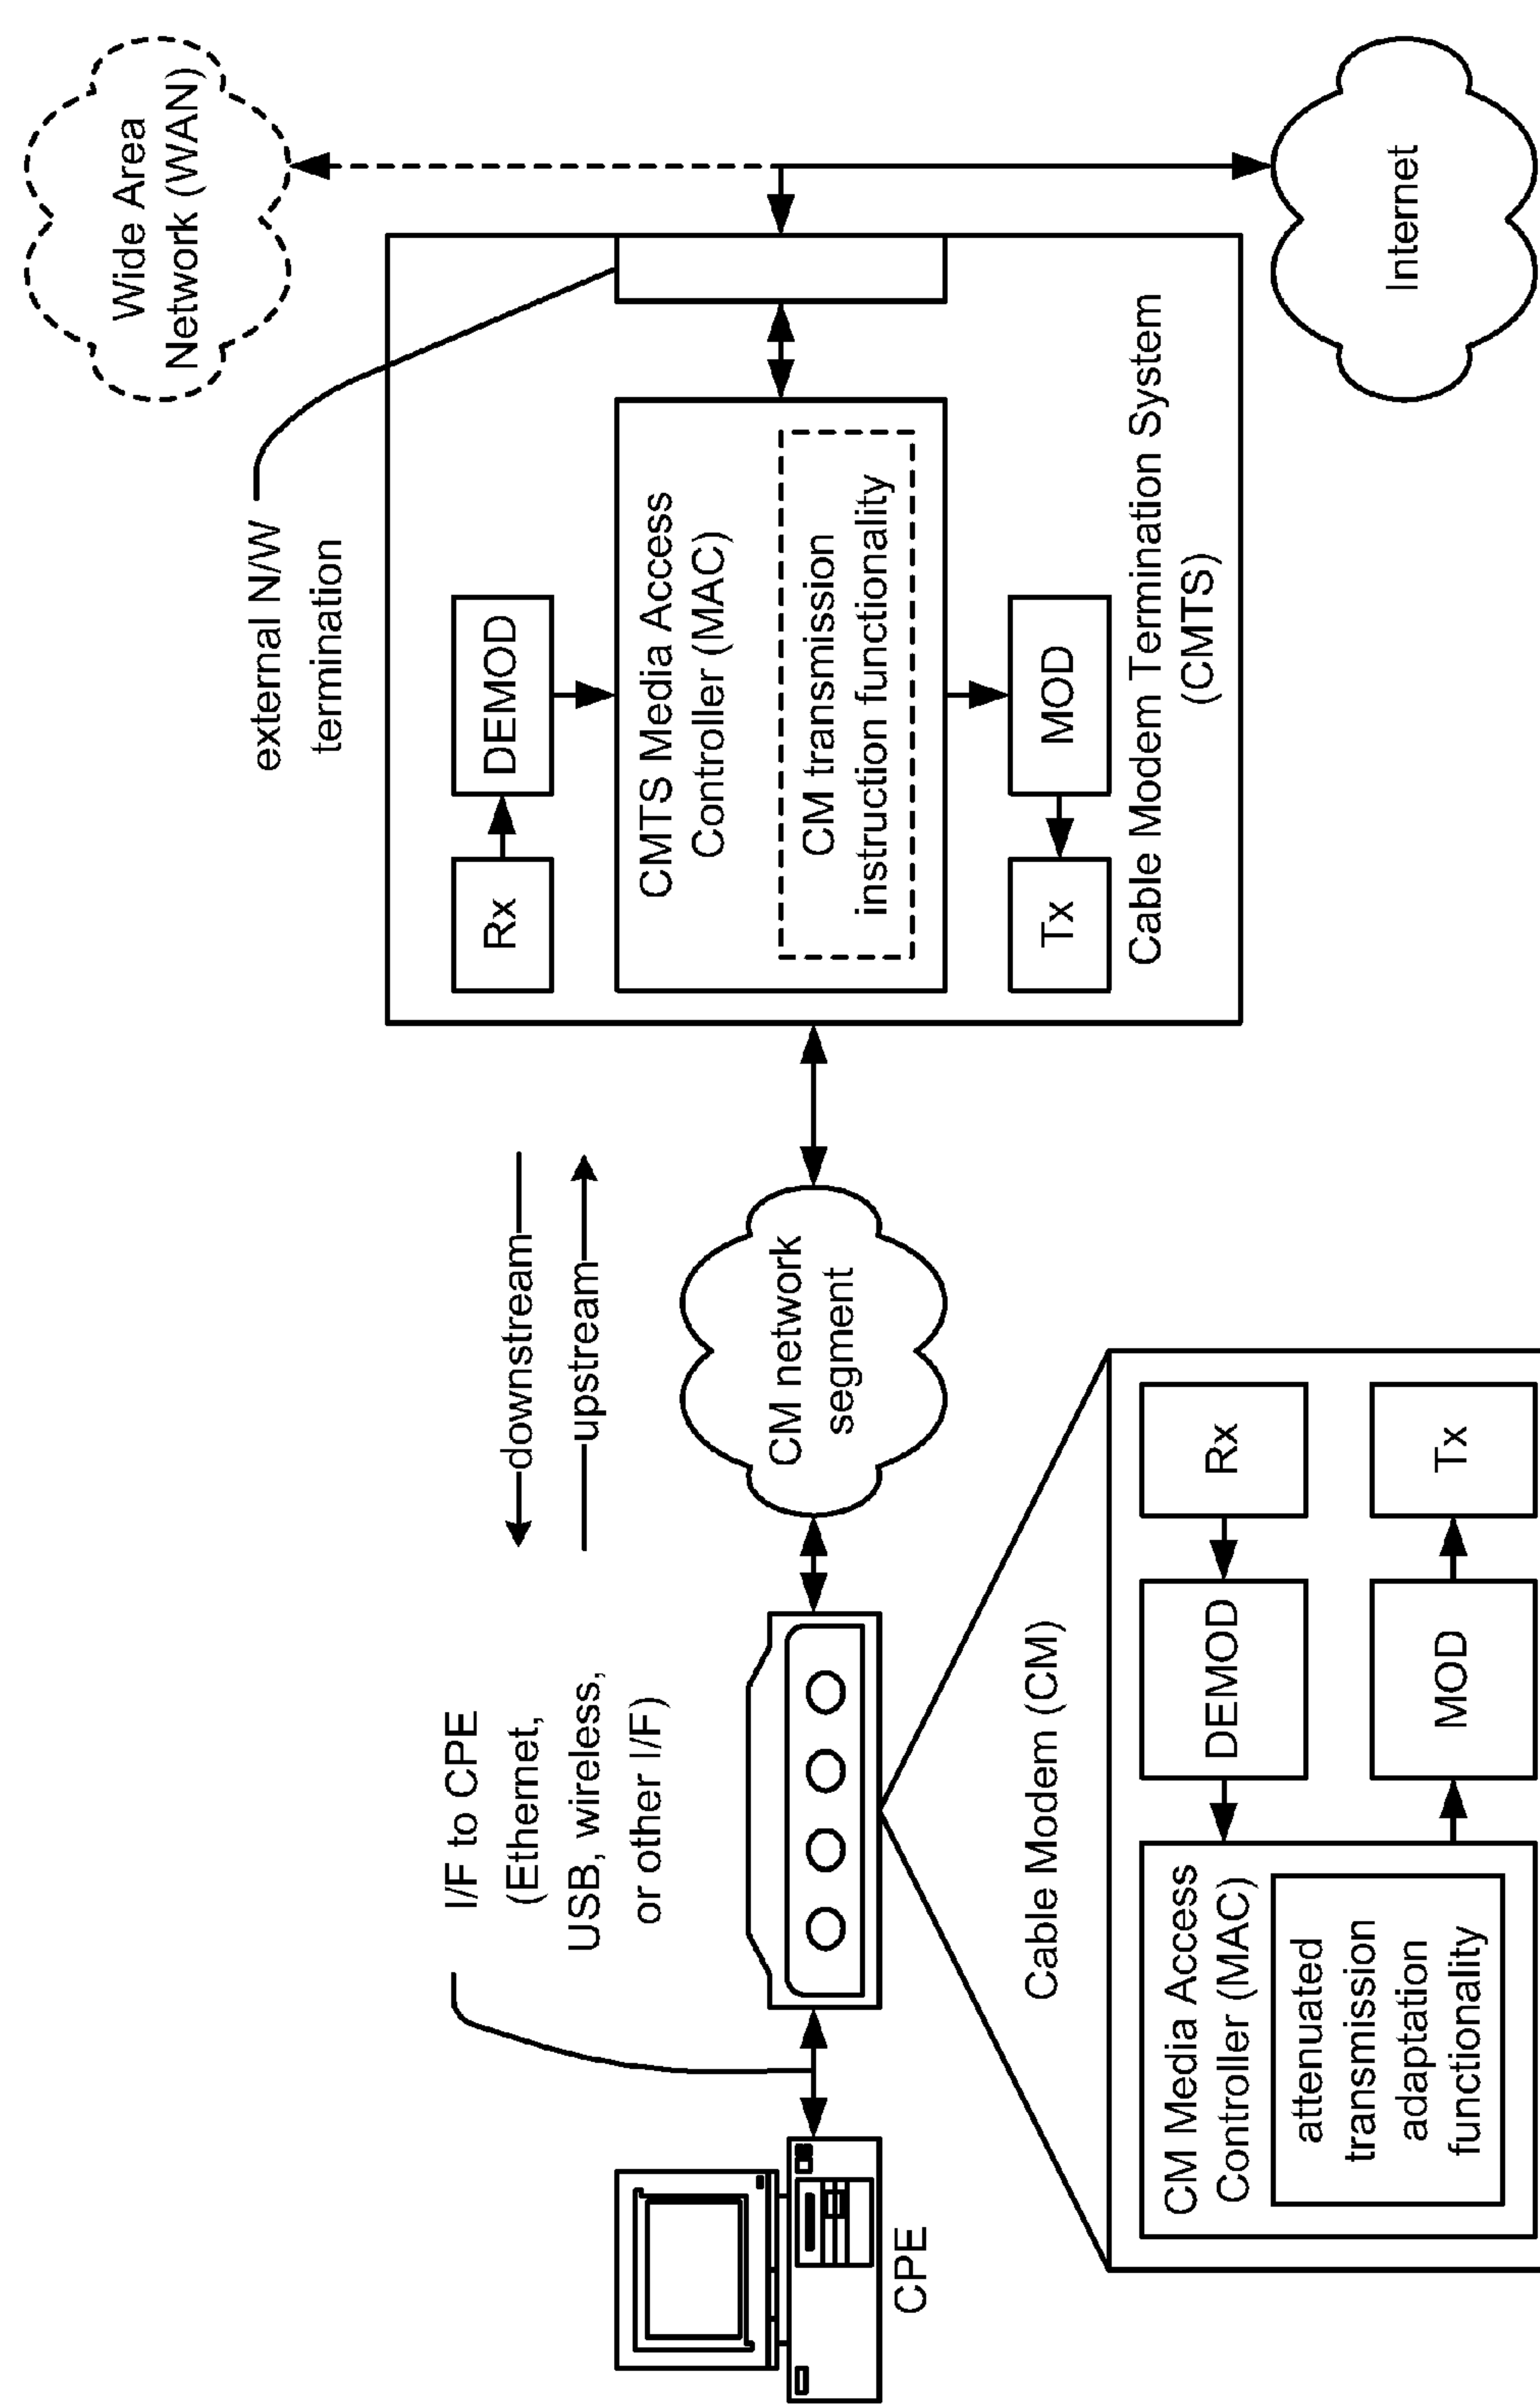 Wide Area
Network (WAN)
external N/W
termination
Rx
DEMOD
CMTS Media Access
Controller (MAC)
CM transmission
instruction functionality
Tx
MOD
Cable Modem Termination System
(CMTS)
Internet
downstream
upstream
CM network
segment
I/F to CPE
(Ethernet,
USB, wireless,
or other I/F)
CPE
Cable Modem (CM)
CM Media Access
Controller (MAC)
attenuated
transmission
adaptation
functionality
DEMOD
Rx
MOD
Tx